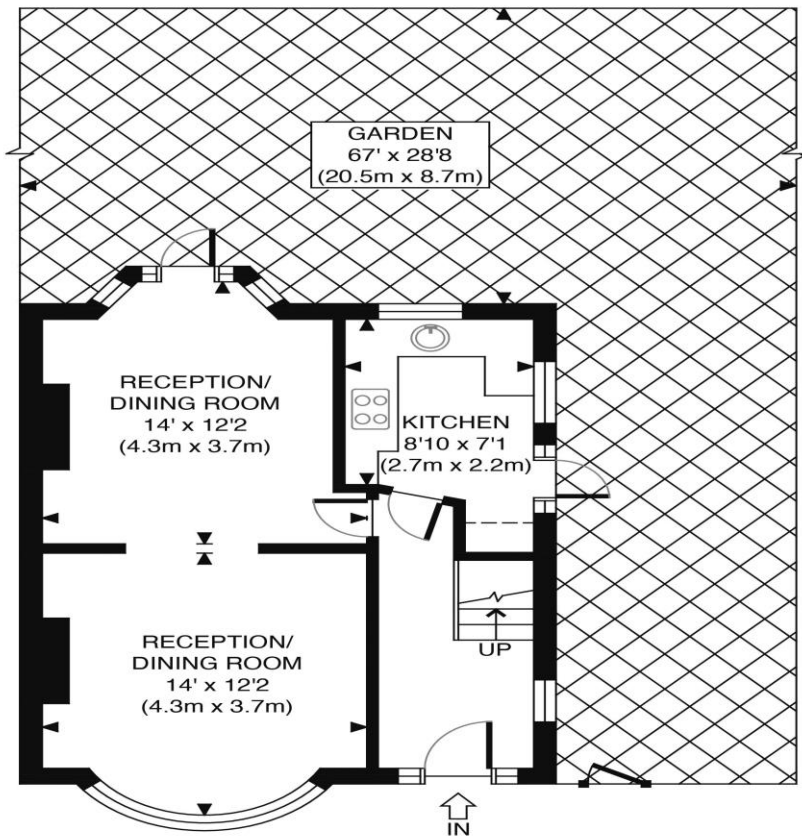 GARDEN
67' x 28'8
(20.5m x 8.7m)
RECEPTION/
DINING ROOM
14' x 12'2
(4.3m x 3.7m)
KITCHEN
8'10 x 7'1
(2.7m x 2.2m)
UP
RECEPTION/
DINING ROOM
14' x 12'2
(4.3m x 3.7m)
IN